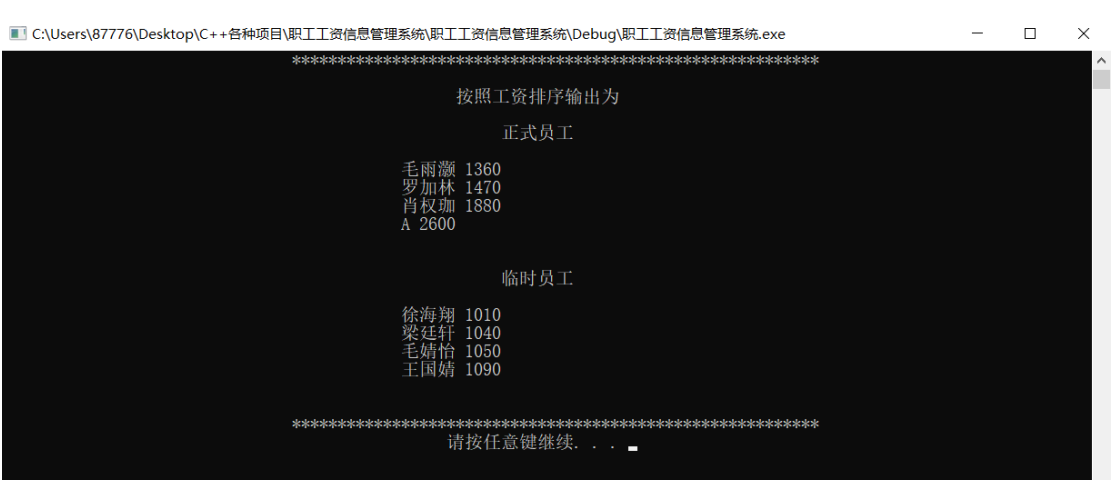 C:\Users\87776\Desktop\C++各种项目\职工工资信息管理系统\职工工资信息管理系统\Debug\职工工资信息管理系统.exe
**********************************************************
按照工资排序输出为
正式员工
毛雨灏 1360
罗加林 1470
肖权珈 1880
A 2600
临时员工
徐海翔 1010
梁廷轩 1040
毛婧怡 1050
王国婧 1090
**********************************************************
请按任意键继续. . .